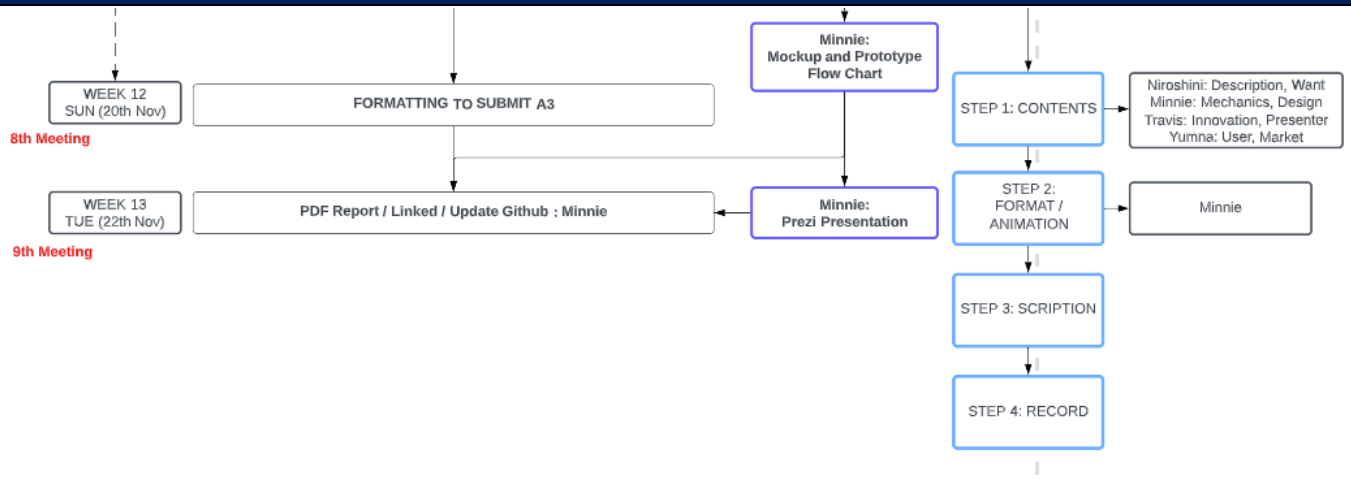 Minnie:
Mockup and Prototype
Flow Chart
WEEK 12
SUN (20th Nov)
8th Meeting
FORMATTING TO SUBMIT A3
STEP 1: CONTENTS
Niroshini: Description, Want
Minnie: Mechanics, Design
Travis: Innovation, Presenter
Yumna: User, Market
WEEK 13
TUE (22th Nov)
9th Meeting
PDF Report / Linked / Update Github : Minnie
Minnie:
Prezi Presentation
STEP 2:
FORMAT /
ANIMATION
Minnie
STEP 3: SCRIPTION
STEP 4: RECORD